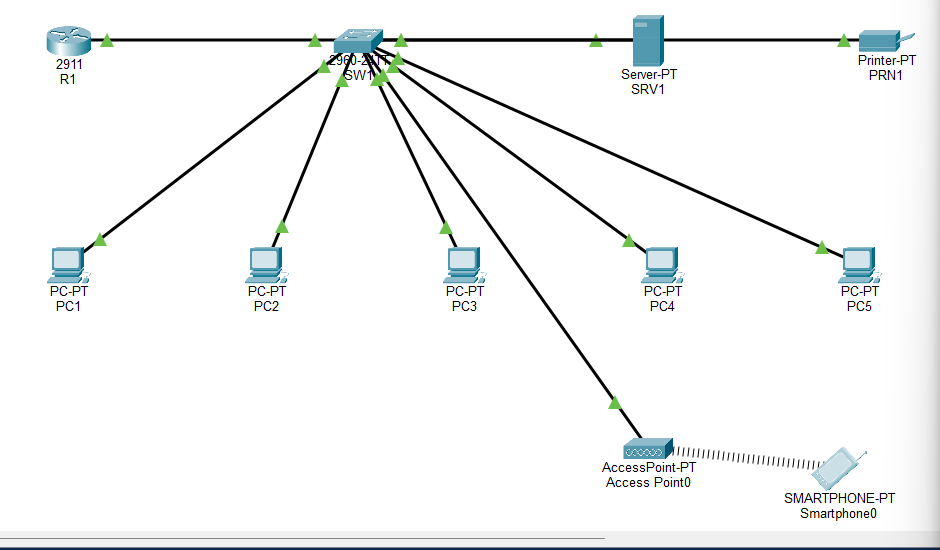 2911
R1
2960-24TT
SW1
Server-PT
SRV1
Printer-PT
PRN1
PC-PT
PC1
PC-PT
PC2
PC-PT
PC3
PC-PT
PC4
PC-PT
PC5
AccessPoint-PT
Access Point0
SMARTPHONE-PT
Smartphone0